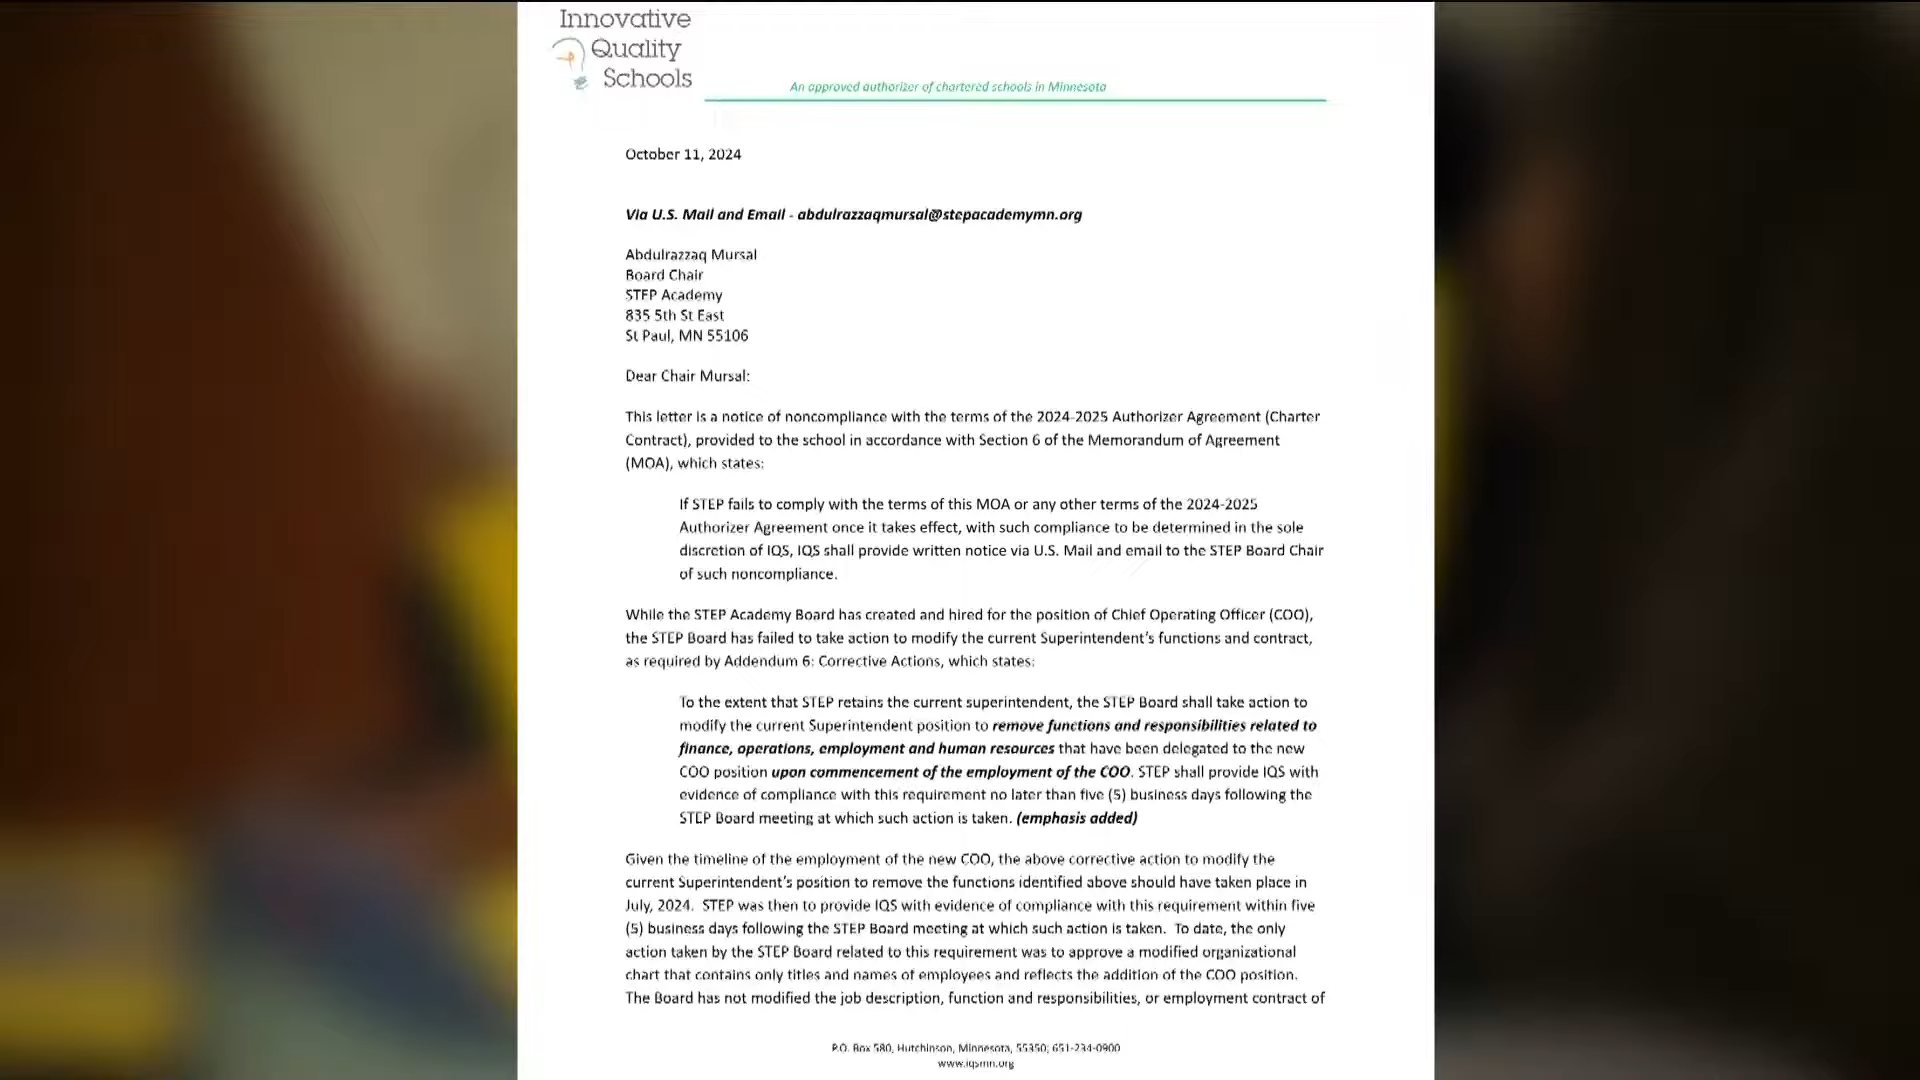 Innovative
Quality
Schools
An approved authorizer of chartered schools in Minnesota
October 11, 2024
Via U.S. Mail and Email - abdulrazzaqmursal@stepacademymn.org
Abdulrazzaq Mursal
Board Chair
STEP Academy
835 5th St East
St Paul, MN 55106
Dear Chair Mursal:
This letter is a notice of noncompliance with the terms of the 2024-2025 Authorizer Agreement (Charter
Contract), provided to the school in accordance with Section 6 of the Memorandum of Agreement
(MOA), which states:
If STEP fails to comply with the terms of this MOA or any other terms of the 2024-2025
Authorizer Agreement once it takes effect, with such compliance to be determined in the sole
discretion of IQS, IQS shall provide written notice via U.S. Mail and email to the STEP Board Chair
of such noncompliance.
While the STEP Academy Board has created and hired for the position of Chief Operating Officer (COO),
the STEP Board has failed to take action to modify the current Superintendent's functions and contract,
as required by Addendum 6: Corrective Actions, which states:
To the extent that STEP retains the current superintendent, the STEP Board shall take action to
modify the current Superintendent position to remove functions and responsibilities related to
finance, operations, employment and human resources that have been delegated to the new
COO position upon commencement of the employment of the COO. STEP shall provide IQS with
evidence of compliance with this requirement no later than five (5) business days following the
STEP Board meeting at which such action is taken. (emphasis added)
Given the timeline of the employment of the new COO, the above corrective action to modify the
current Superintendent's position to remove the functions identified above should have taken place in
July, 2024.  STEP was then to provide IQS with evidence of compliance with this requirement within five
(5) business days following the STEP Board meeting at which such action is taken.  To date, the only
action taken by the STEP Board related to this requirement was to approve a modified organizational
chart that contains only titles and names of employees and reflects the addition of the COO position.
The Board has not modified the job description, function and responsibilities, or employment contract of
P.O. Box 580, Hutchinson, Minnesota, 55350; 651-234-0900
www.iqsmn.org